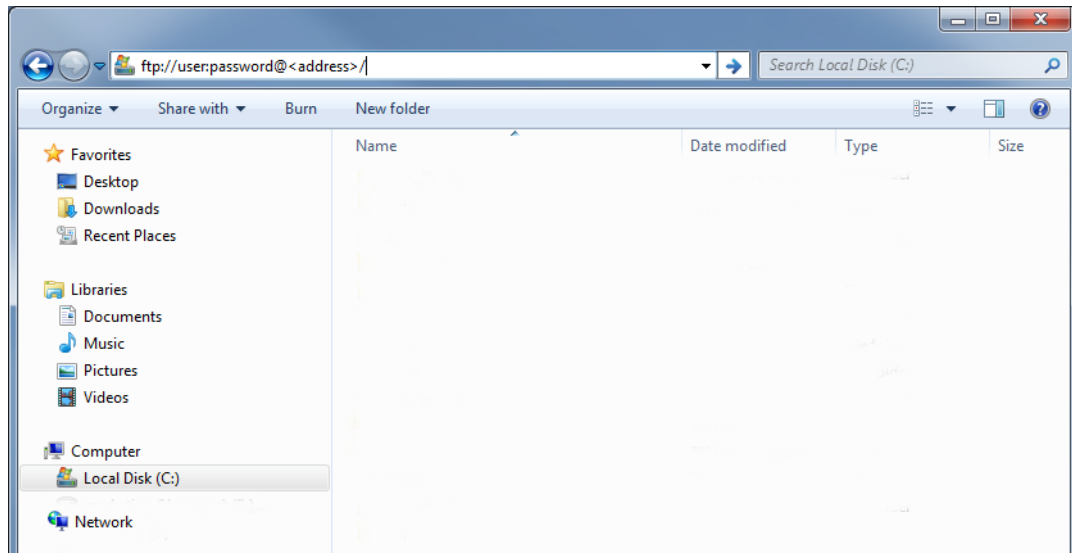 ftp://user:password@<address>/
Search Local Disk (C:)
Organize Share with Burn New folder
Name Date modified Type Size
Favorites
Desktop
Downloads
Recent Places
Libraries
Documents
Music
Pictures
Videos
Computer
Local Disk (C:)
Network